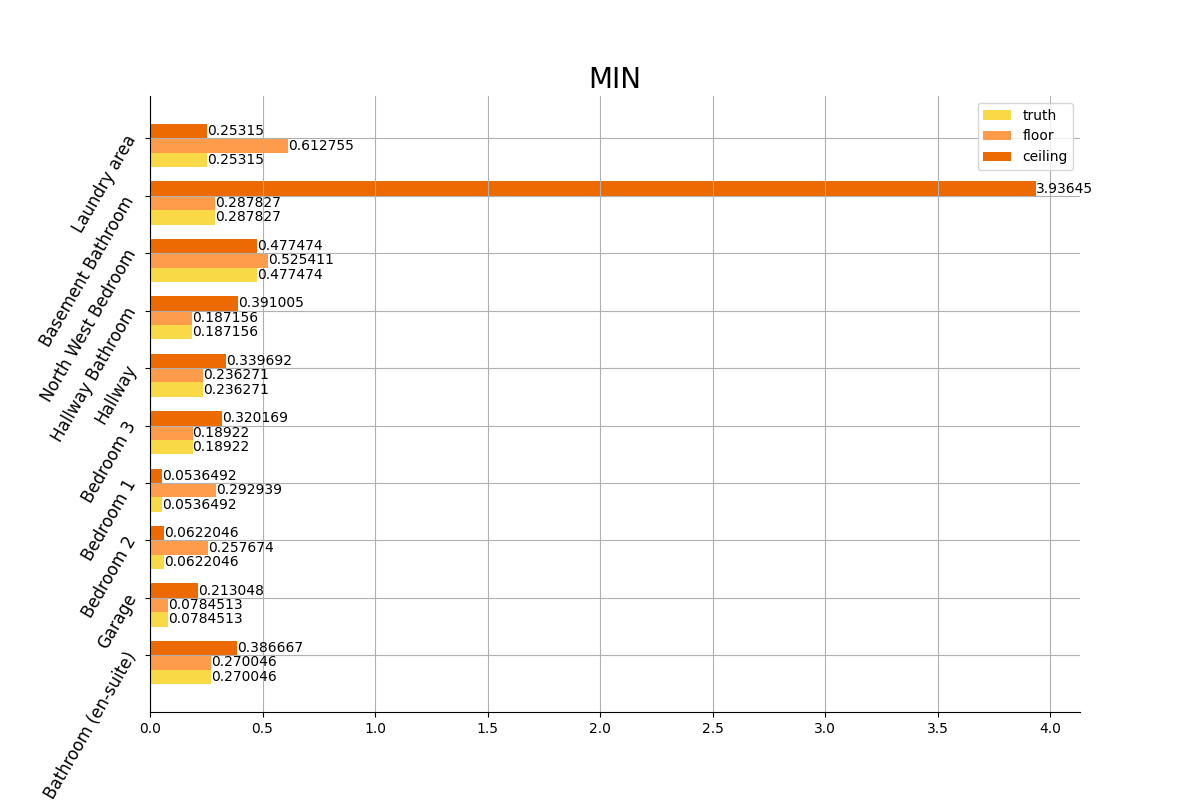 MIN
truth
floor
ceiling
Laundry area
0.25315
0.612755
0.25315
Basement Bathroom
3.93645
0.287827
0.287827
North West Bedroom
0.477474
0.525411
0.477474
Hallway Bathroom
0.391005
0.187156
0.187156
Hallway
0.339692
0.236271
0.236271
Bedroom 3
0.320169
0.18922
0.18922
Bedroom 1
0.0536492
0.292939
0.0536492
Bedroom 2
0.0622046
0.257674
0.0622046
Garage
0.213048
0.0784513
0.0784513
Bathroom (en-suite)
0.386667
0.270046
0.270046
0.0 0.5 1.0 1.5 2.0 2.5 3.0 3.5 4.0